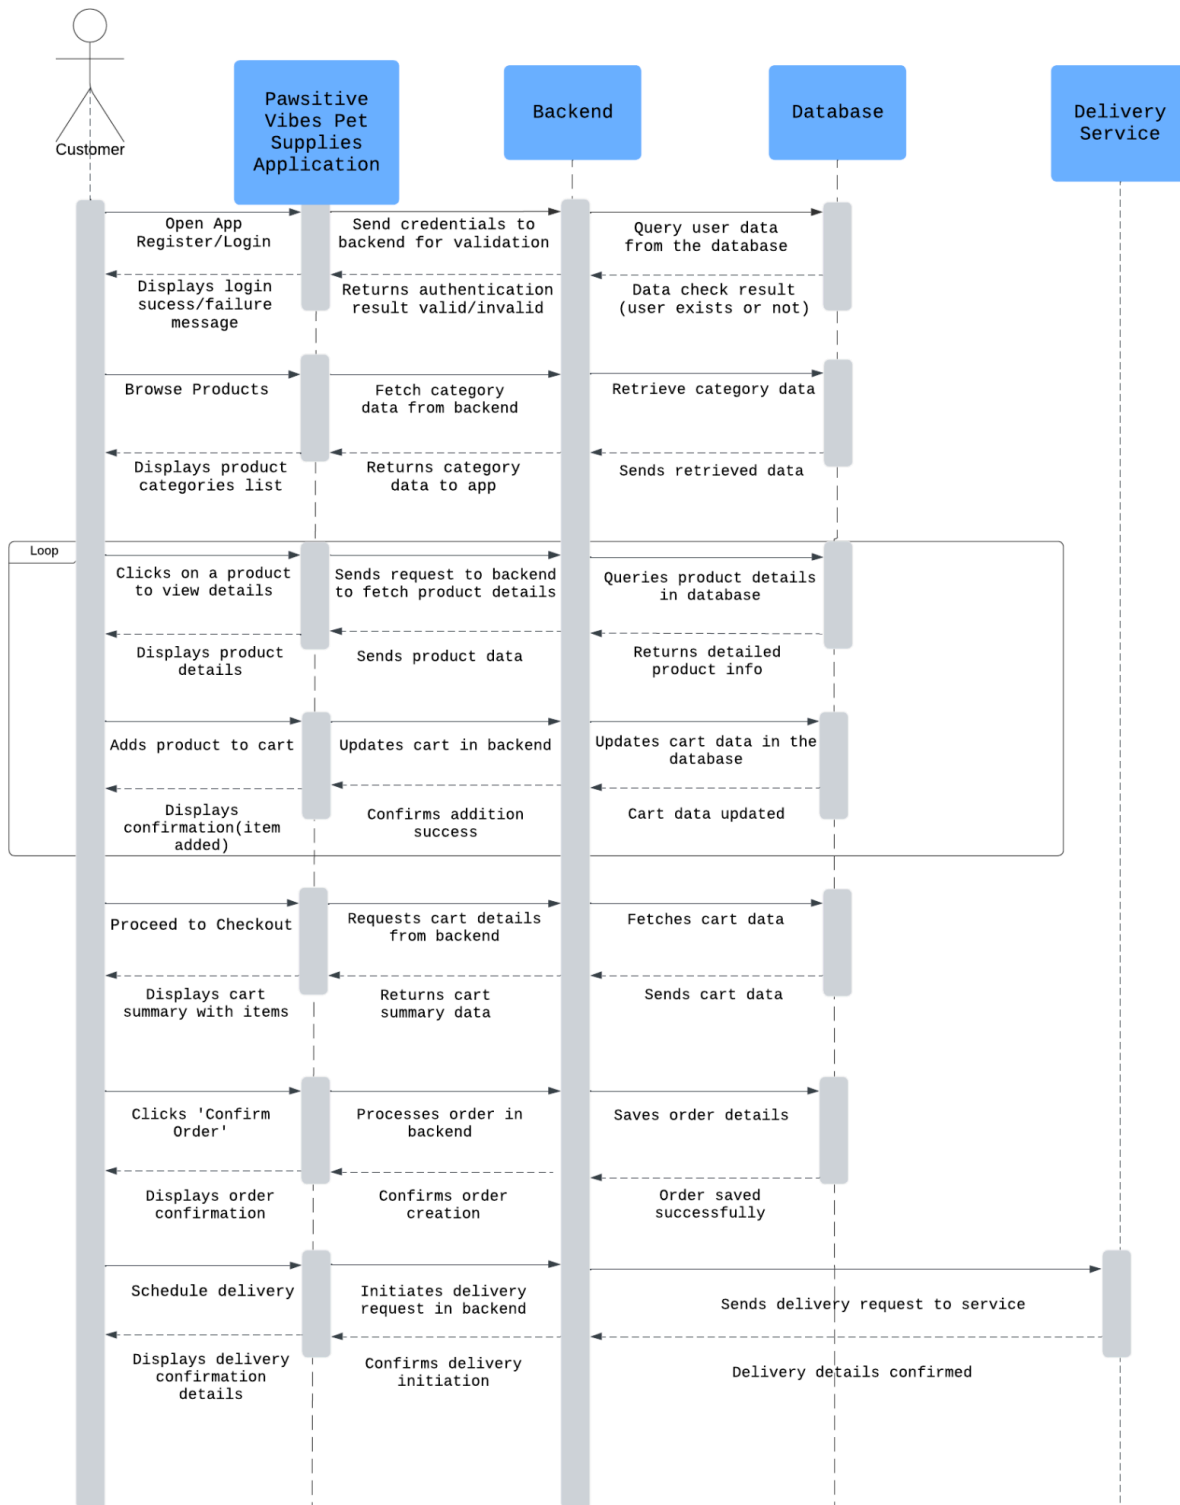 Customer
Pawsitive
Vibes Pet
Supplies
Application
Backend
Database
Delivery
Service
Open App
Register/Login
Send credentials to
backend for validation
Query user data
from the database
Displays login
sucess/failure
message
Returns authentication
result valid/invalid
Data check result
(user exists or not)
Browse Products
Fetch category
data from backend
Retrieve category data
Displays product
categories list
Returns category
data to app
Sends retrieved data
Loop
Clicks on a product
to view details
Sends request to backend
to fetch product details
Queries product details
in database
Displays product
details
Sends product data
Returns detailed
product info
Adds product to cart
Updates cart in backend
Updates cart data in the
database
Displays
confirmation(item
added)
Confirms addition
success
Cart data updated
Proceed to Checkout
Requests cart details
from backend
Fetches cart data
Displays cart
summary with items
Returns cart
summary data
Sends cart data
Clicks 'Confirm
Order'
Processes order in
backend
Saves order details
Displays order
confirmation
Confirms order
creation
Order saved
successfully
Schedule delivery
Initiates delivery
request in backend
Sends delivery request to service
Displays delivery
confirmation
details
Confirms delivery
initiation
Delivery details confirmed